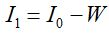 I₁ = I₀ − W